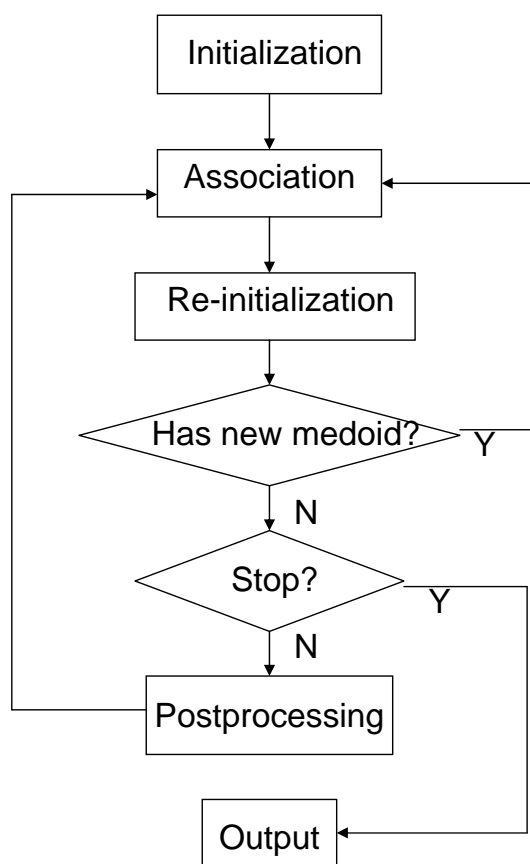 Initialization
Association
Re-initialization
Has new medoid?
Y
N
Stop?
Y
N
Postprocessing
Output